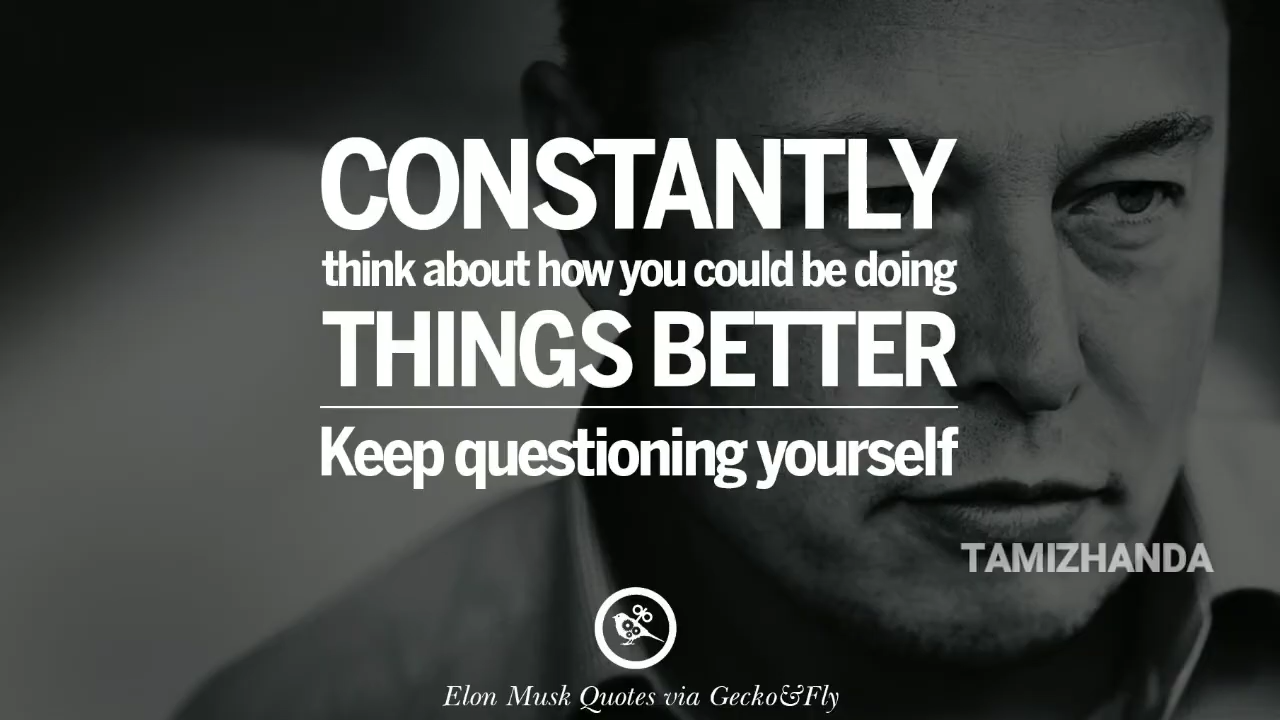 CONSTANTLY
think about how you could be doing
THINGS BETTER
Keep questioning yourself
TAMIZHANDA
Elon Musk Quotes via Gecko&Fly